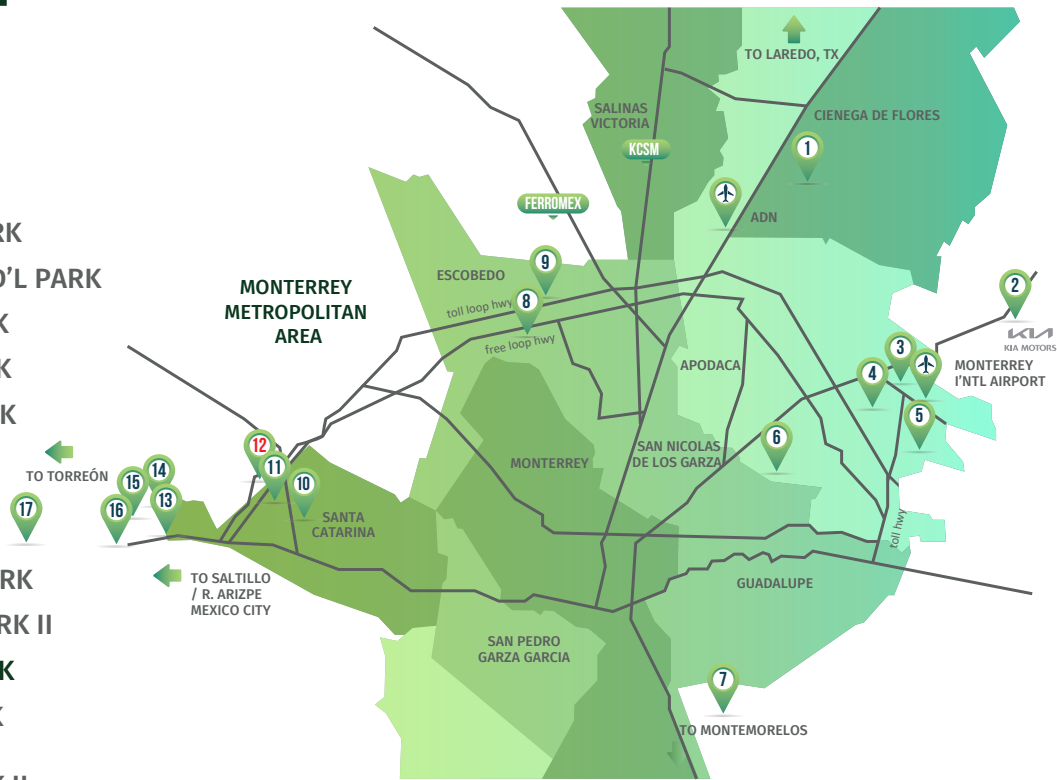 RK
D'L PARK
K
K
K
RK
RK II
K
K
K II
MONTERREY
METROPOLITAN
AREA
TO LAREDO, TX
SALINAS
VICTORIA
CIENEGA DE FLORES
KCSM
1
FERROMEX
ADN
ESCOBEDO
9
8
toll loop hwy
free loop hwy
2
KIA
KIA MOTORS
3
4
MONTERREY
I'NTL AIRPORT
5
APODACA
6
SAN NICOLAS
DE LOS GARZA
MONTERREY
12
11
10
TO TORREÓN
14
15
13
16
17
SANTA
CATARINA
toll hwy
TO SALTILLO
/ R. ARIZPE
MEXICO CITY
GUADALUPE
SAN PEDRO
GARZA GARCIA
7
TO MONTEMORELOS